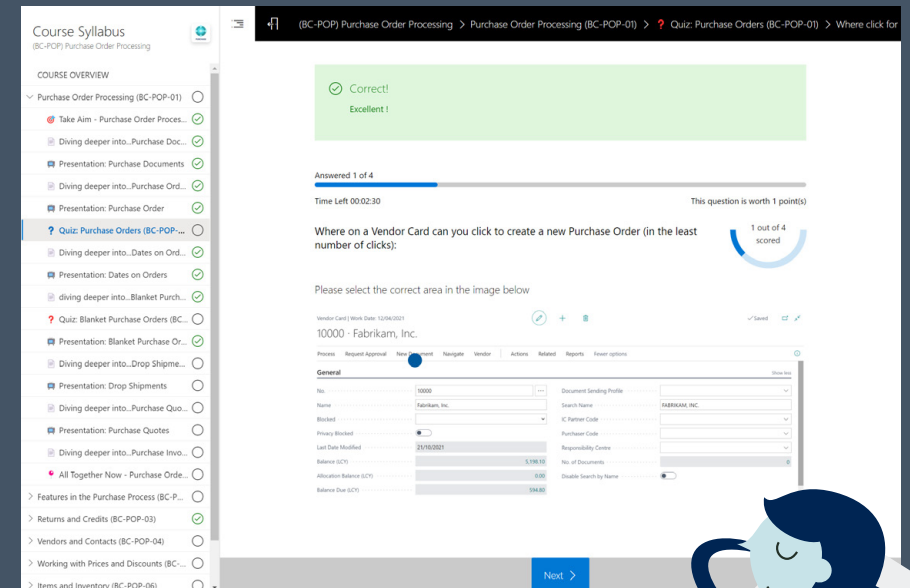 Course Syllabus
(BC-POP) Purchase Order Processing
COURSE OVERVIEW
Purchase Order Processing (BC-POP-01)
Take Aim - Purchase Order Proces...
Diving deeper into...Purchase Doc...
Presentation: Purchase Documents
Diving deeper into...Purchase Ord...
Presentation: Purchase Order
Quiz: Purchase Orders (BC-POP-...
Diving deeper into...Dates on Ord...
Presentation: Dates on Orders
diving deeper into...Blanket Purch...
Quiz: Blanket Purchase Orders (BC...
Presentation: Blanket Purchase Or...
Diving deeper into...Drop Shipme...
Presentation: Drop Shipments
Diving deeper into...Purchase Quo...
Presentation: Purchase Quotes
Diving deeper into...Purchase Invo...
All Together Now - Purchase Orde...
Features in the Purchase Process (BC-P...
Returns and Credits (BC-POP-03)
Vendors and Contacts (BC-POP-04)
Working with Prices and Discounts (BC-...
Items and Inventory (BC-POP-06)
(BC-POP) Purchase Order Processing > Purchase Order Processing (BC-POP-01) > ? Quiz: Purchase Orders (BC-POP-01) > Where click for
Correct!
Excellent !
Answered 1 of 4
Time Left 00:02:30 This question is worth 1 point(s)
Where on a Vendor Card can you click to create a new Purchase Order (in the least
number of clicks):
1 out of 4
scored
Please select the correct area in the image below
Vendor Card | Work Date: 12/04/2021 Saved
10000 · Fabrikam, Inc.
Process Request Approval New Document Navigate Vendor Actions Related Reports Fewer options
General Show less
No. 10000 Document Sending Profile
Name Fabrikam, Inc. Search Name FABRIKAM, INC.
Blocked IC Partner Code
Privacy Blocked Purchaser Code
Last Date Modified 21/10/2021 Responsibility Centre
Balance (LCY) 3,198.10 No. of Documents 0
Allocation Balance (LCY) 0.00 Disable Search by Name
Balance Due (LCY) 594.80
Next >